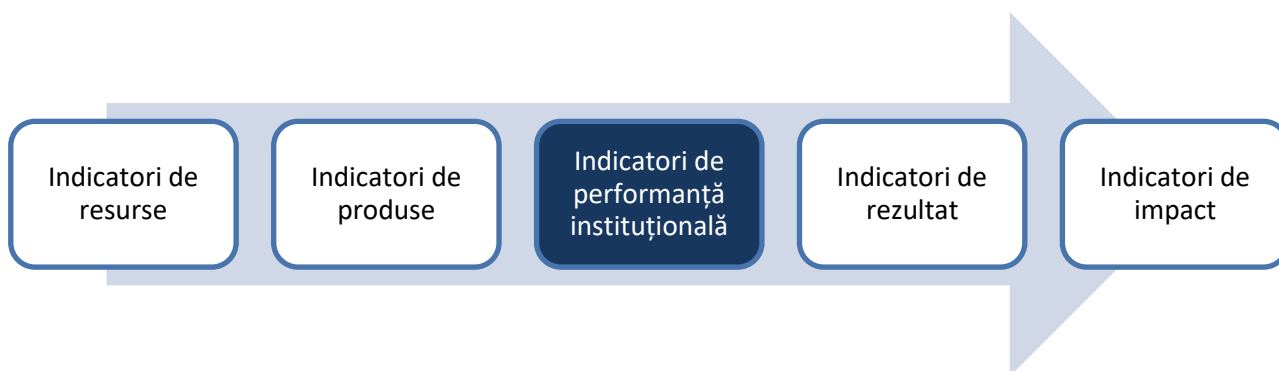 Indicatori de
resurse
Indicatori de
produse
Indicatori de
performanță
instituțională
Indicatori de
rezultat
Indicatori de
impact